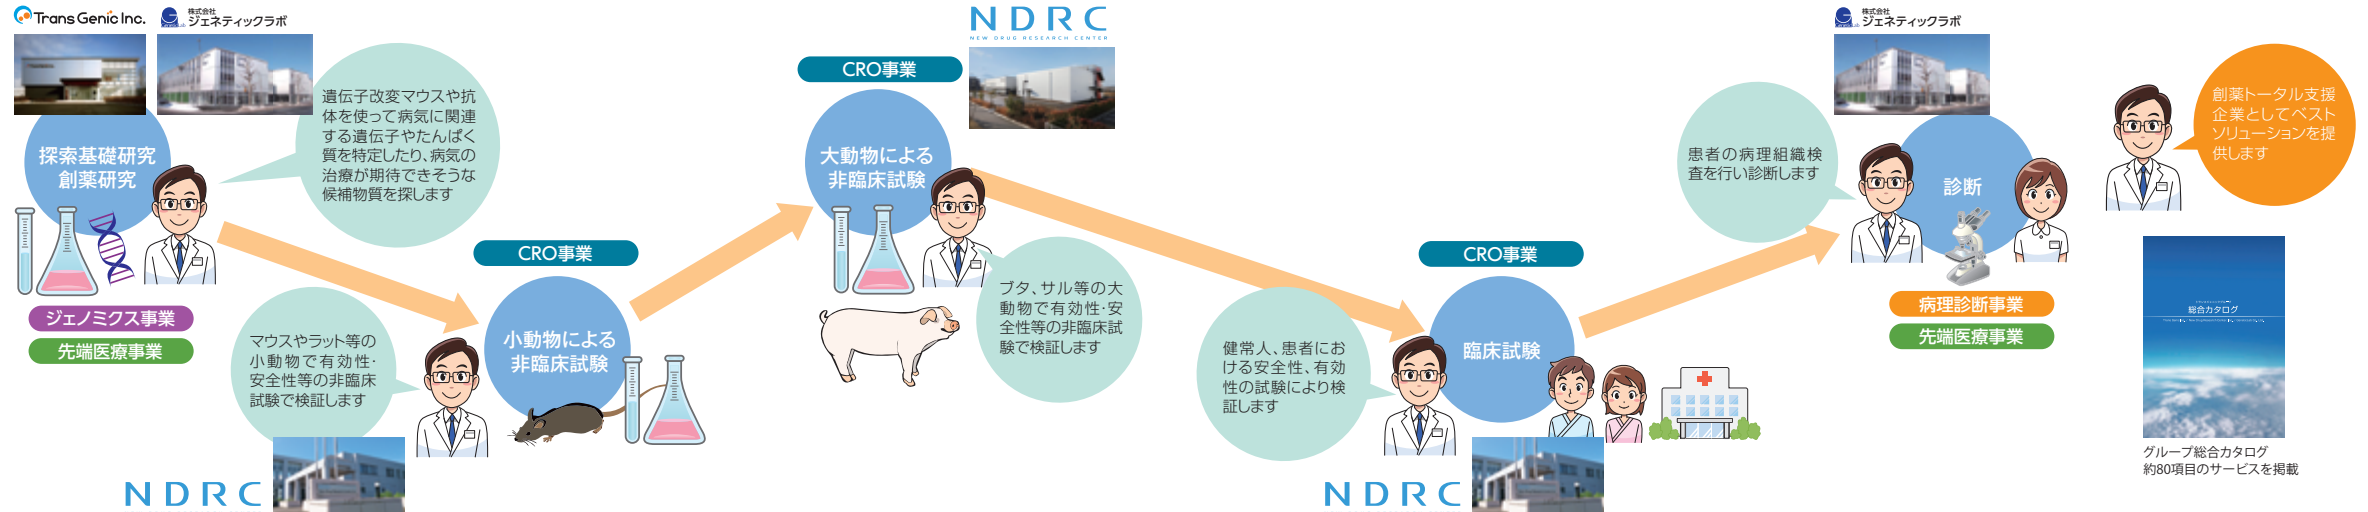 Trans Genic Inc.
株式会社
ジェネティックラボ
探索基礎研究
創薬研究
遺伝子改変マウスや抗
体を使って病気に関連
する遺伝子やたんぱく
質を特定したり、病気の
治療が期待できそうな
候補物質を探します
ジェノミクス事業
先端医療事業
マウスやラット等の
小動物で有効性・
安全性等の非臨床
試験で検証します
NDRC
CRO事業
小動物による
非臨床試験
CRO事業
NDRC
NEW DRUG RESEARCH CENTER
大動物による
非臨床試験
ブタ、サル等の大
動物で有効性・安
全性等の非臨床試
験で検証します
健常人、患者にお
ける安全性、有効
性の試験により検
証します
NDRC
CRO事業
臨床試験
患者の病理組織検
査を行い診断します
株式会社
ジェネティックラボ
診断
病理診断事業
先端医療事業
創薬トータル支援
企業としてベスト
ソリューションを提
供します
総合カタログ
グループ総合カタログ
約80項目のサービスを掲載